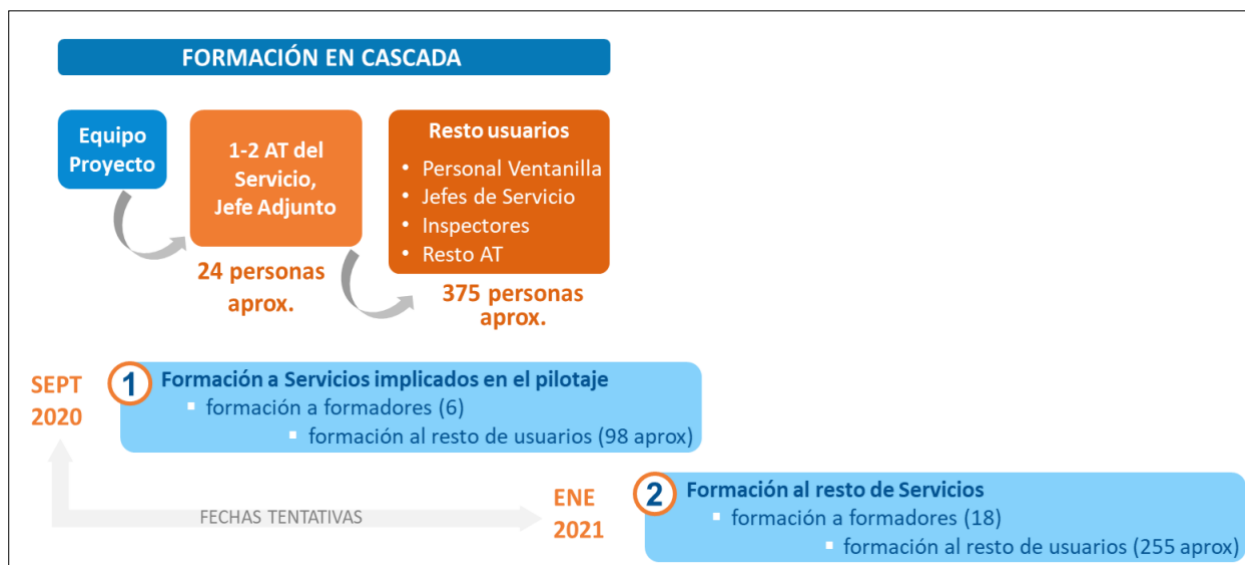 FORMACIÓN EN CASCADA
Equipo
Proyecto
1-2 AT del
Servicio,
Jefe Adjunto
24 personas
aprox.
Resto usuarios
• Personal Ventanilla
• Jefes de Servicio
• Inspectores
• Resto AT
375 personas
aprox.
SEPT
2020
1
Formación a Servicios implicados en el pilotaje
▪ formación a formadores (6)
▪ formación al resto de usuarios (98 aprox)
FECHAS TENTATIVAS
ENE
2021
2
Formación al resto de Servicios
▪ formación a formadores (18)
▪ formación al resto de usuarios (255 aprox)